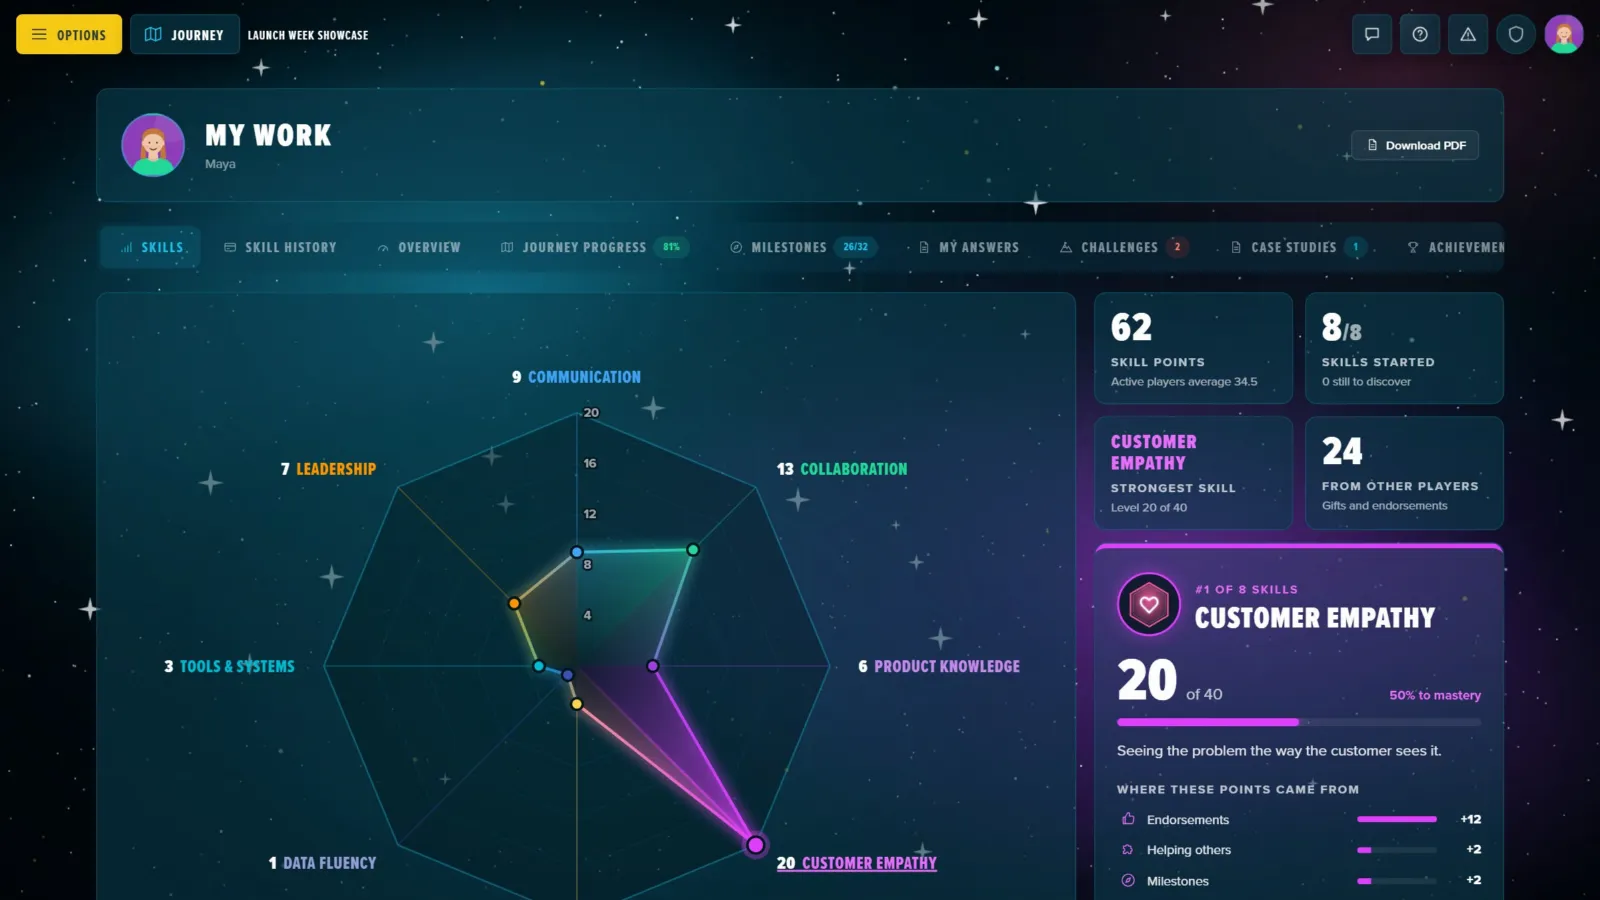 OPTIONS
JOURNEY
LAUNCH WEEK SHOWCASE
MY WORK
Maya
Download PDF
SKILLS
SKILL HISTORY
OVERVIEW
JOURNEY PROGRESS 81%
MILESTONES 26/32
MY ANSWERS
CHALLENGES 2
CASE STUDIES 1
ACHIEVEMEN
9 COMMUNICATION
20
16
12
8
4
7 LEADERSHIP
13 COLLABORATION
3 TOOLS & SYSTEMS
6 PRODUCT KNOWLEDGE
1 DATA FLUENCY
20 CUSTOMER EMPATHY
62
SKILL POINTS
Active players average 34.5
8/8
SKILLS STARTED
0 still to discover
CUSTOMER
EMPATHY
STRONGEST SKILL
Level 20 of 40
24
FROM OTHER PLAYERS
Gifts and endorsements
#1 OF 8 SKILLS
CUSTOMER EMPATHY
20 of 40
50% to mastery
Seeing the problem the way the customer sees it.
WHERE THESE POINTS CAME FROM
Endorsements +12
Helping others +2
Milestones +2